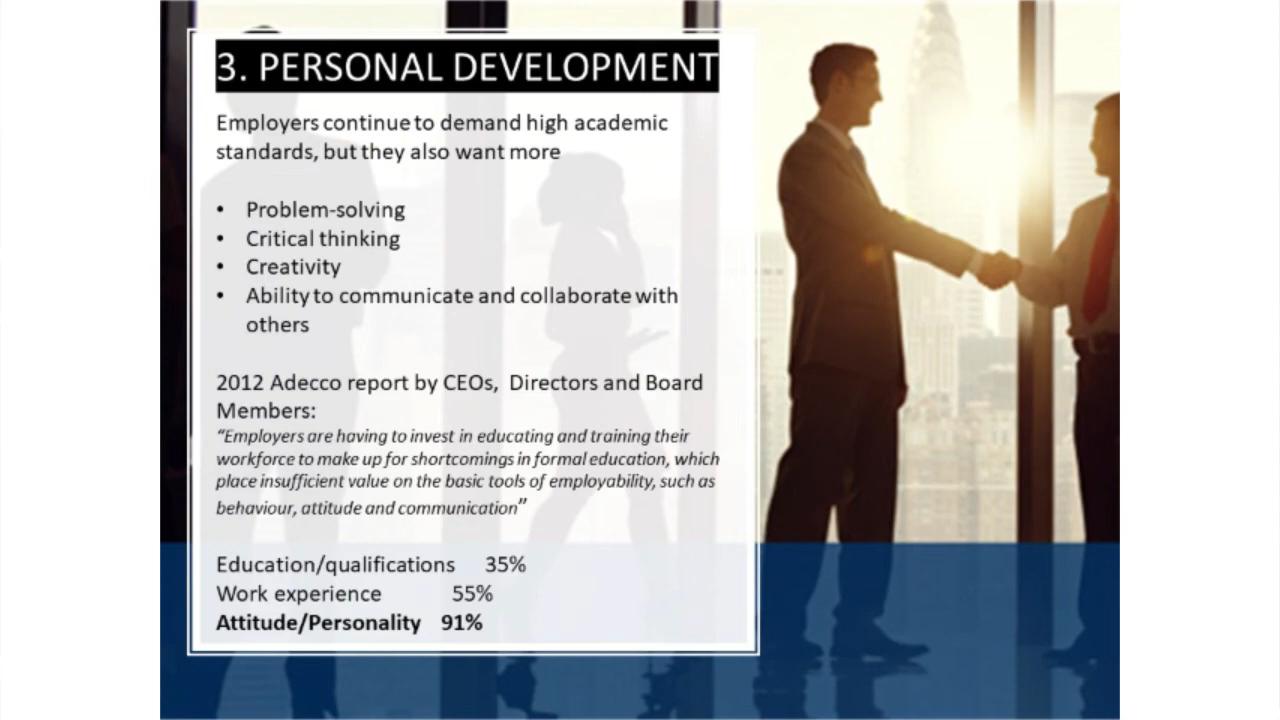 3. PERSONAL DEVELOPMENT
Employers continue to demand high academic
standards, but they also want more
• Problem-solving
• Critical thinking
• Creativity
• Ability to communicate and collaborate with
others
2012 Adecco report by CEOs, Directors and Board
Members:
“Employers are having to invest in educating and training their
workforce to make up for shortcomings in formal education, which
place insufficient value on the basic tools of employability, such as
behaviour, attitude and communication”
Education/qualifications 35%
Work experience 55%
Attitude/Personality 91%